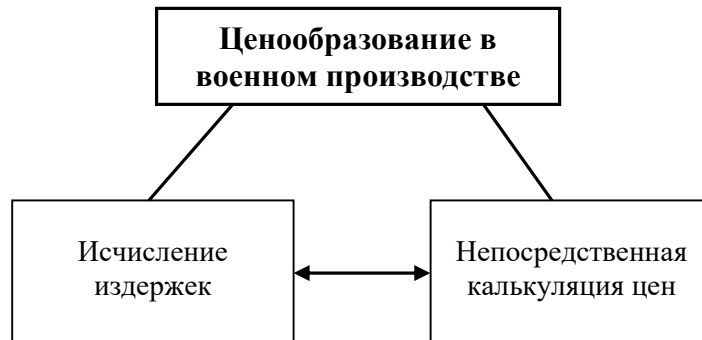 Ценообразование в
военном производстве
Исчисление
издержек
Непосредственная
калькуляция цен